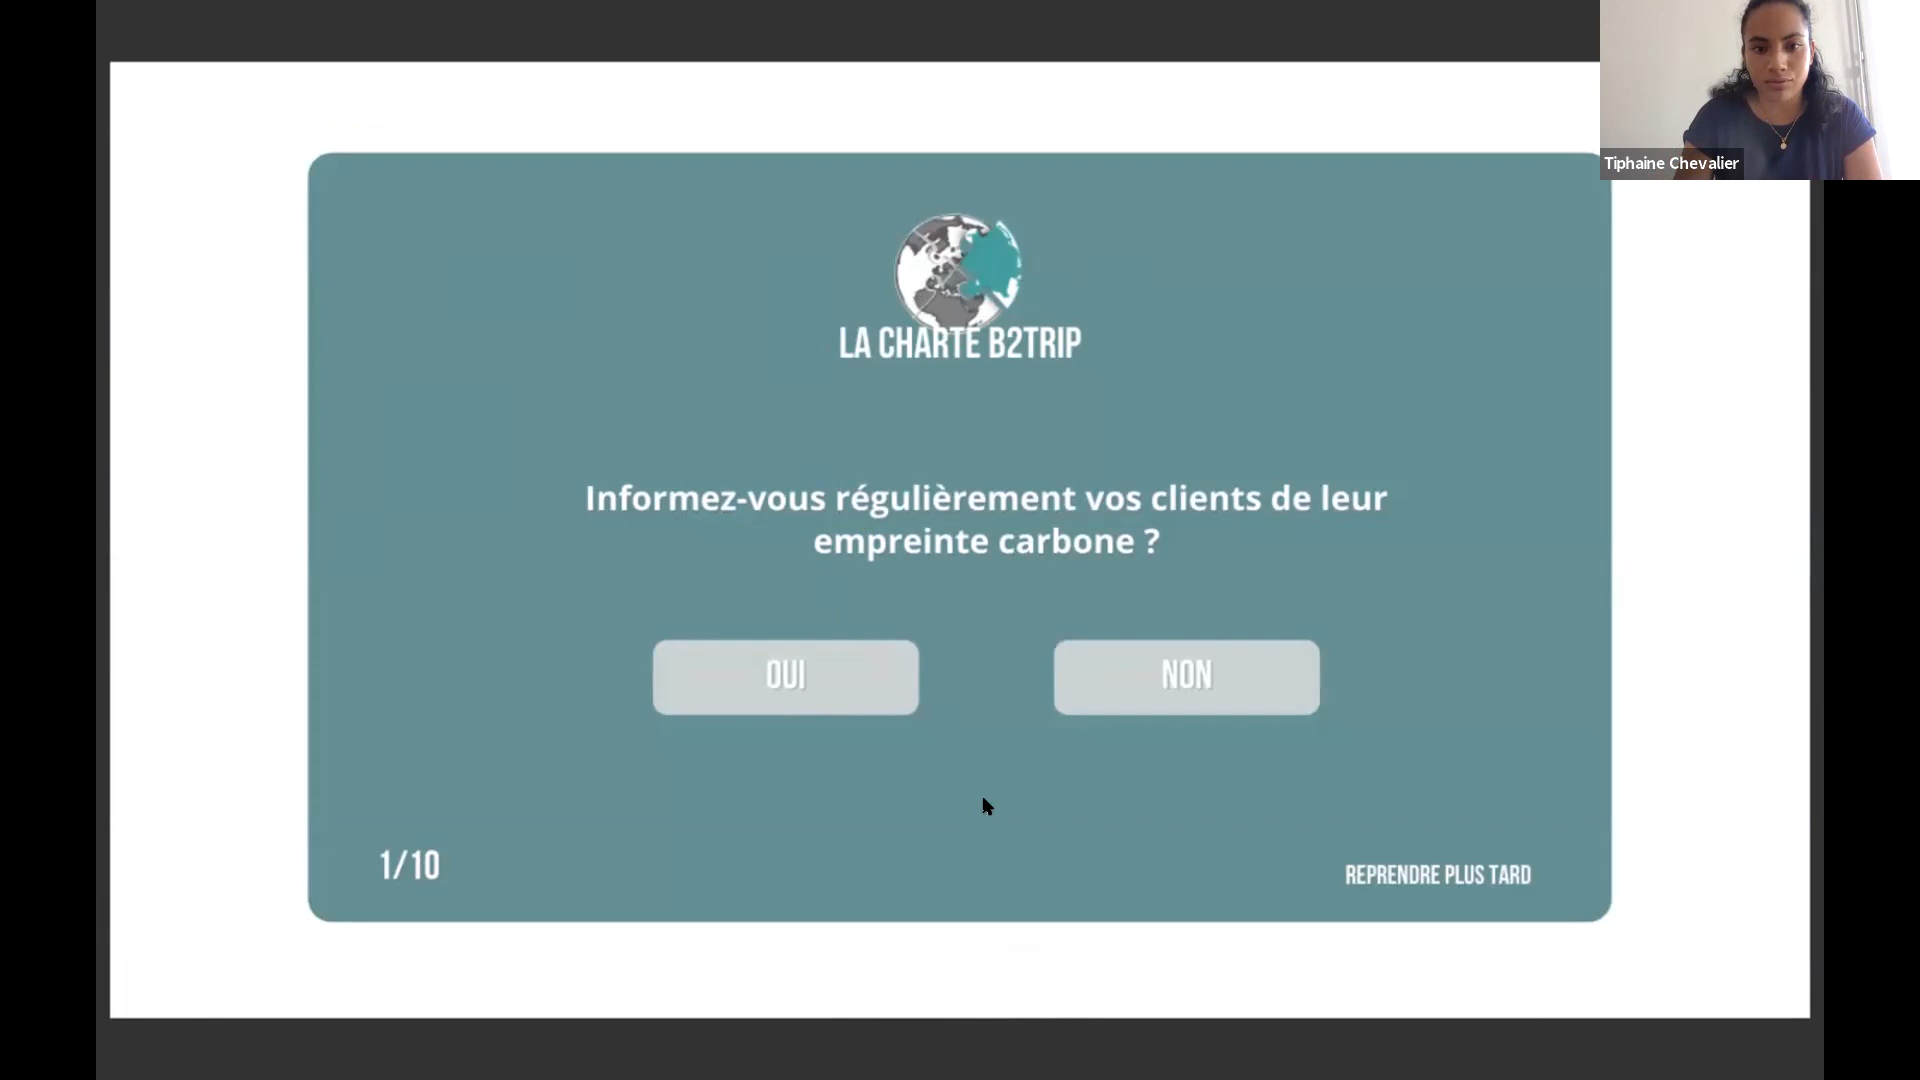 Tiphaine Chevalier
LA CHARTE B2TRIP
Informez-vous régulièrement vos clients de leur
empreinte carbone ?
OUI
NON
1/10
REPRENDRE PLUS TARD